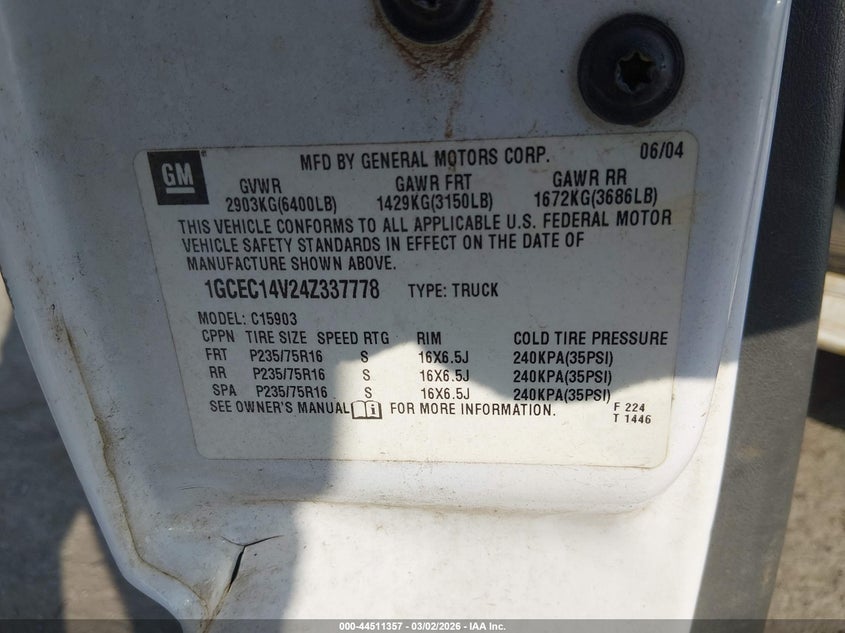 GM
MFD BY GENERAL MOTORS CORP. 06/04
GVWR GAWR FRT GAWR RR
2903KG(6400LB) 1429KG(3150LB) 1672KG(3686LB)
THIS VEHICLE CONFORMS TO ALL APPLICABLE U.S. FEDERAL MOTOR
VEHICLE SAFETY STANDARDS IN EFFECT ON THE DATE OF
MANUFACTURE SHOWN ABOVE.
1GCEC14V24Z337778 TYPE: TRUCK
MODEL: C15903
CPPN TIRE SIZE SPEED RTG RIM COLD TIRE PRESSURE
FRT P235/75R16 S 16X6.5J 240KPA(35PSI)
RR P235/75R16 S 16X6.5J 240KPA(35PSI)
SPA P235/75R16 S 16X6.5J 240KPA(35PSI)
SEE OWNER'S MANUAL FOR MORE INFORMATION.
F 224
T 1446
000-44511357 - 03/02/2026 - IAA Inc.